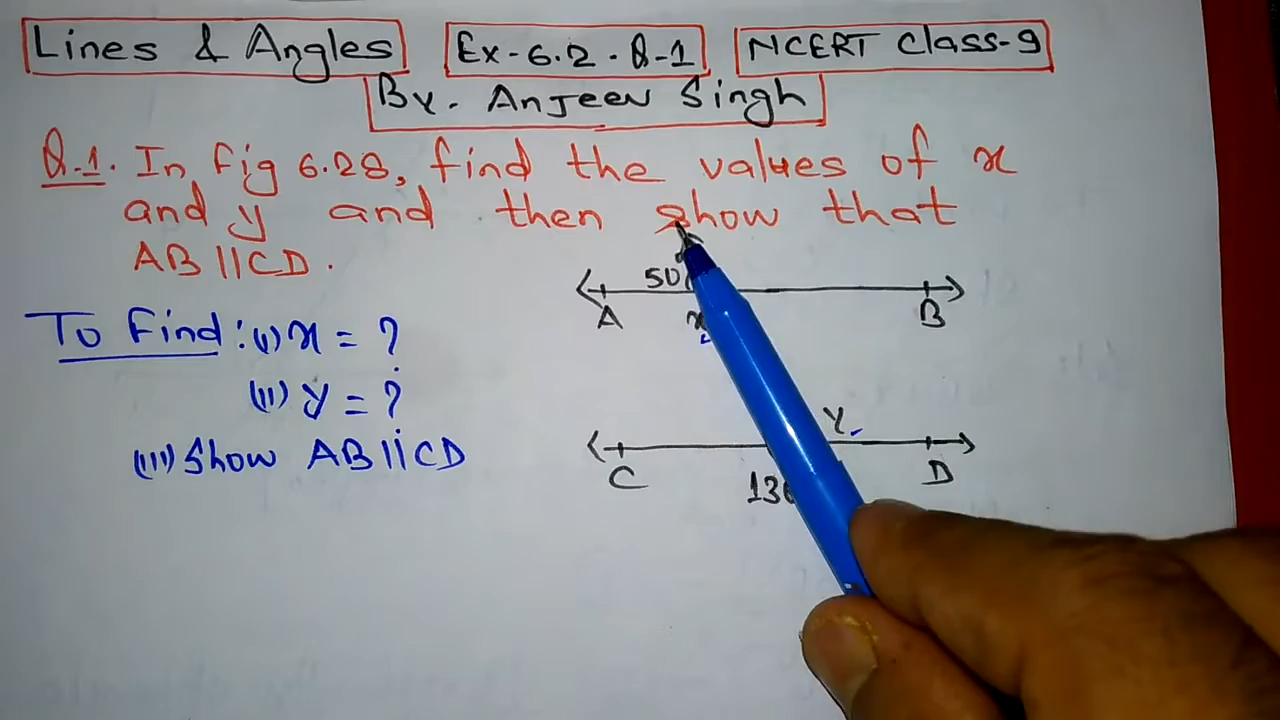 Lines & Angles Ex-6.2.Q-1 NCERT Class-9
By. Anjeev Singh
Q.1. In Fig 6.28, find the values of x
and y and then show that
AB || CD.
To Find: (i) x = ?
(ii) y = ?
(iii) Show AB || CD
50
A B
x
y
C D